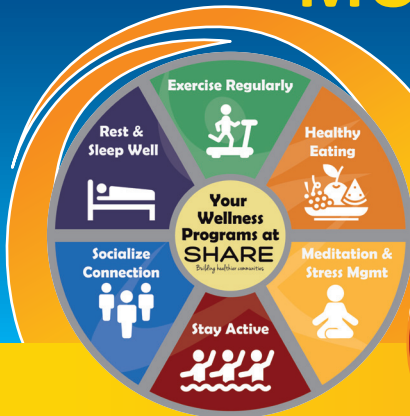 Exercise Regularly
Rest &
Sleep Well
Healthy
Eating
Your
Wellness
Programs at
SHARE
Building healthier communities
Socialize
Connection
Meditation &
Stress Mgmt
Stay Active